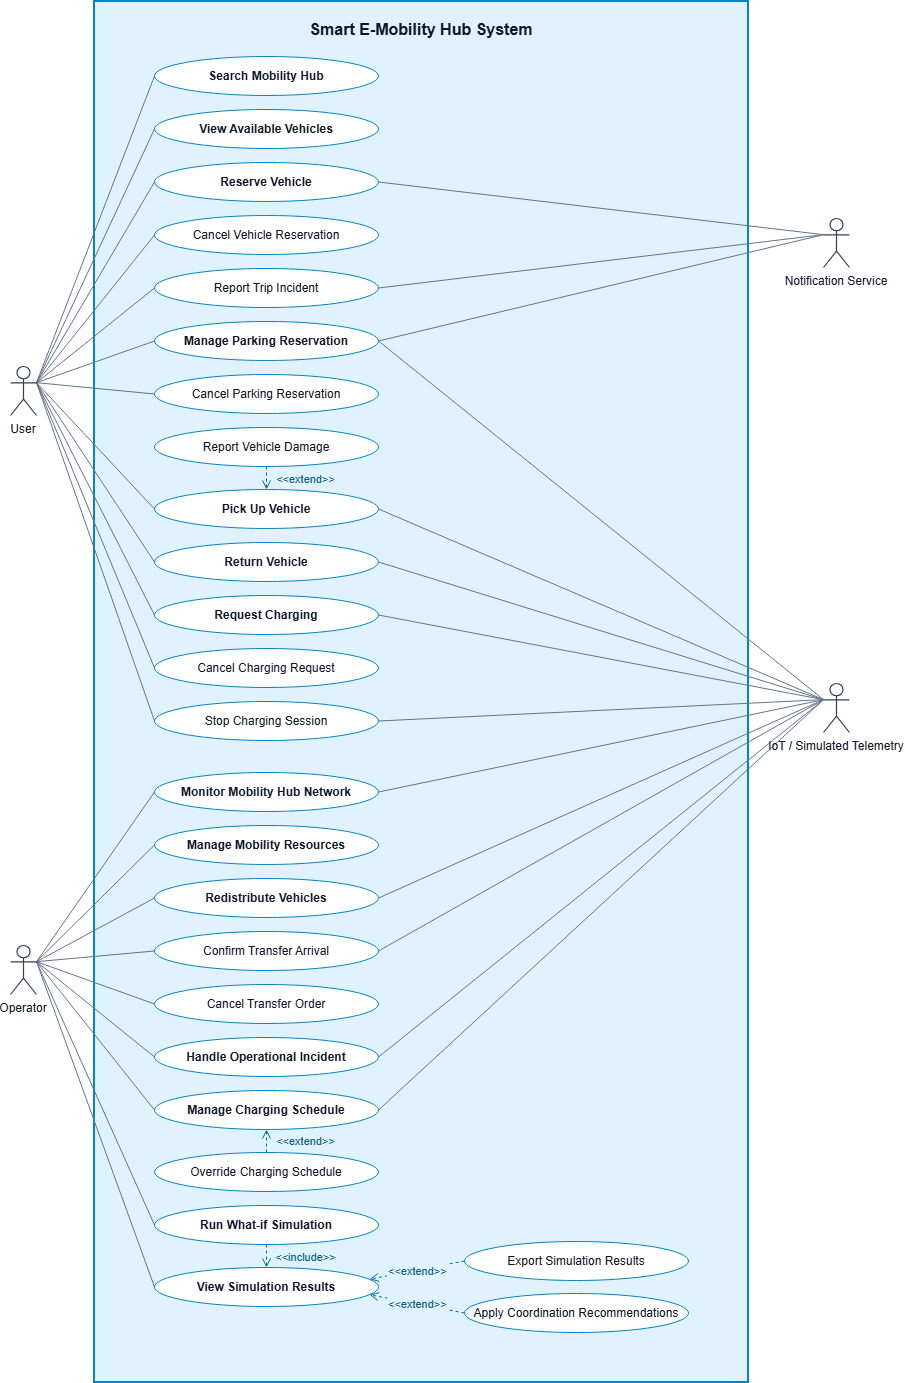 Smart E-Mobility Hub System
Search Mobility Hub
View Available Vehicles
Reserve Vehicle
Cancel Vehicle Reservation
Notification Service
Report Trip Incident
Manage Parking Reservation
Cancel Parking Reservation
User
Report Vehicle Damage
<<extend>>
Pick Up Vehicle
Return Vehicle
Request Charging
Cancel Charging Request
Stop Charging Session
IoT / Simulated Telemetry
Monitor Mobility Hub Network
Manage Mobility Resources
Redistribute Vehicles
Confirm Transfer Arrival
Cancel Transfer Order
Operator
Handle Operational Incident
Manage Charging Schedule
<<extend>>
Override Charging Schedule
Run What-if Simulation
<<include>>
View Simulation Results
<<extend>>
Export Simulation Results
<<extend>>
Apply Coordination Recommendations